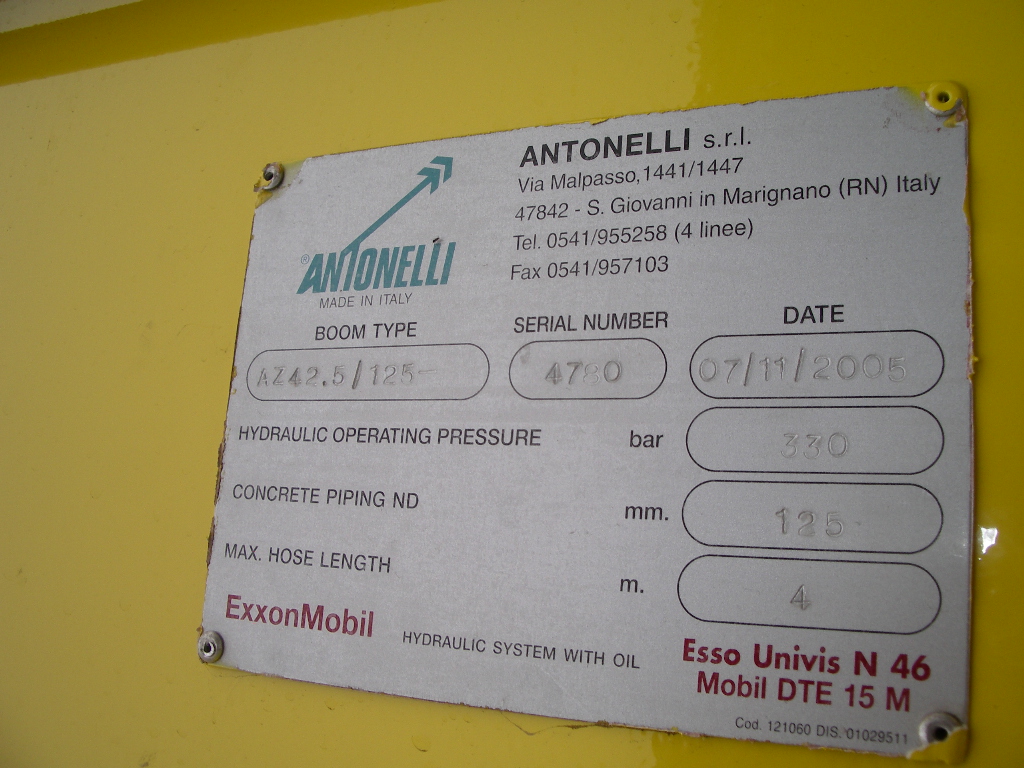 ANTONELLI s.r.l.
Via Malpasso,1441/1447
47842 - S. Giovanni in Marignano (RN) Italy
Tel. 0541/955258 (4 linee)
Fax 0541/957103
® ANTONELLI
MADE IN ITALY
BOOM TYPE SERIAL NUMBER DATE
AZ42.5/125- 4780 07/11/2005
HYDRAULIC OPERATING PRESSURE bar 330
CONCRETE PIPING ND mm. 125
MAX. HOSE LENGTH m. 4
ExxonMobil HYDRAULIC SYSTEM WITH OIL Esso Univis N 46
Mobil DTE 15 M
Cod. 121060 DIS. 01029511